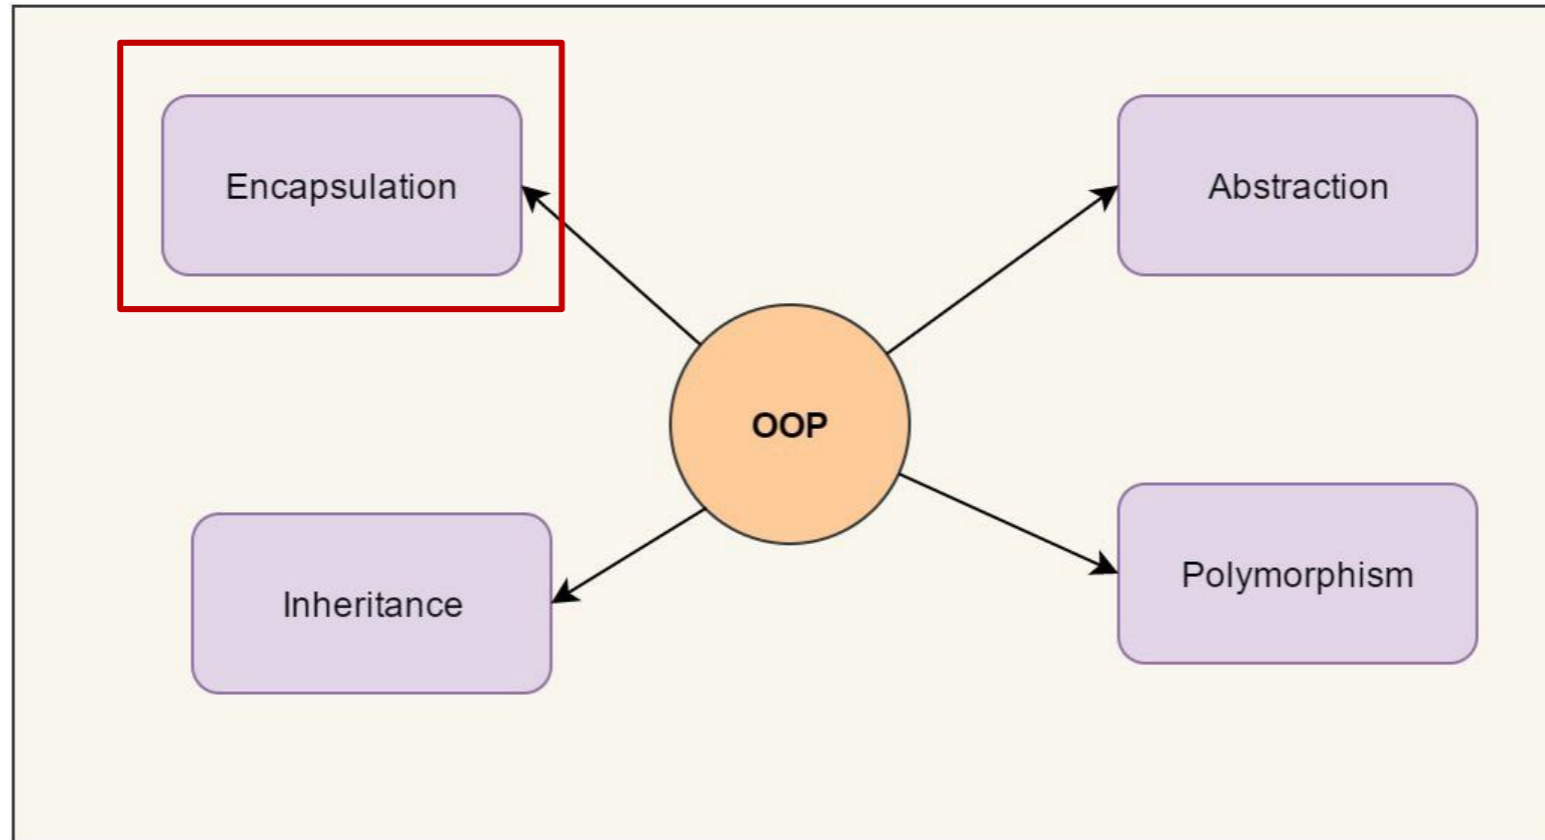 Encapsulation
Abstraction
OOP
Inheritance
Polymorphism